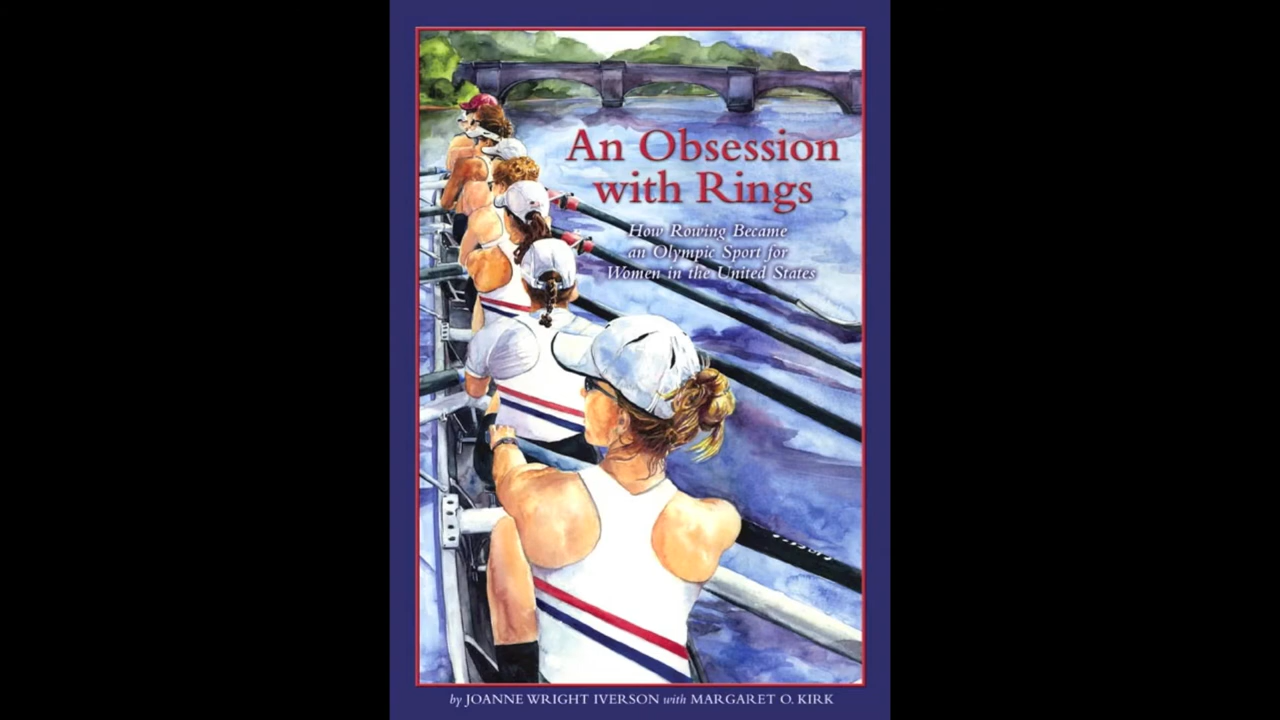 An Obsession
with Rings
How Rowing Became
an Olympic Sport for
Women in the United States
by JOANNE WRIGHT IVERSON with MARGARET O. KIRK